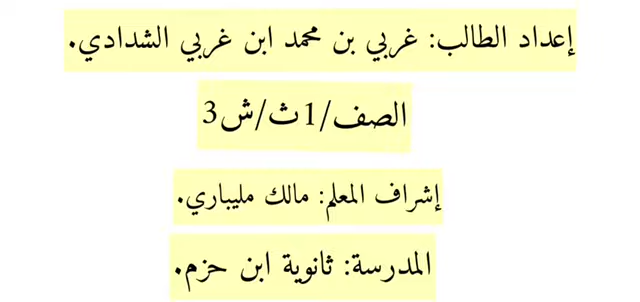 إعداد الطالب: غربي بن محمد ابن غربي الشدادي.
الصف/1ث/ش3
إشراف المعلم: مالك مليباري.
المدرسة: ثانوية ابن حزم.